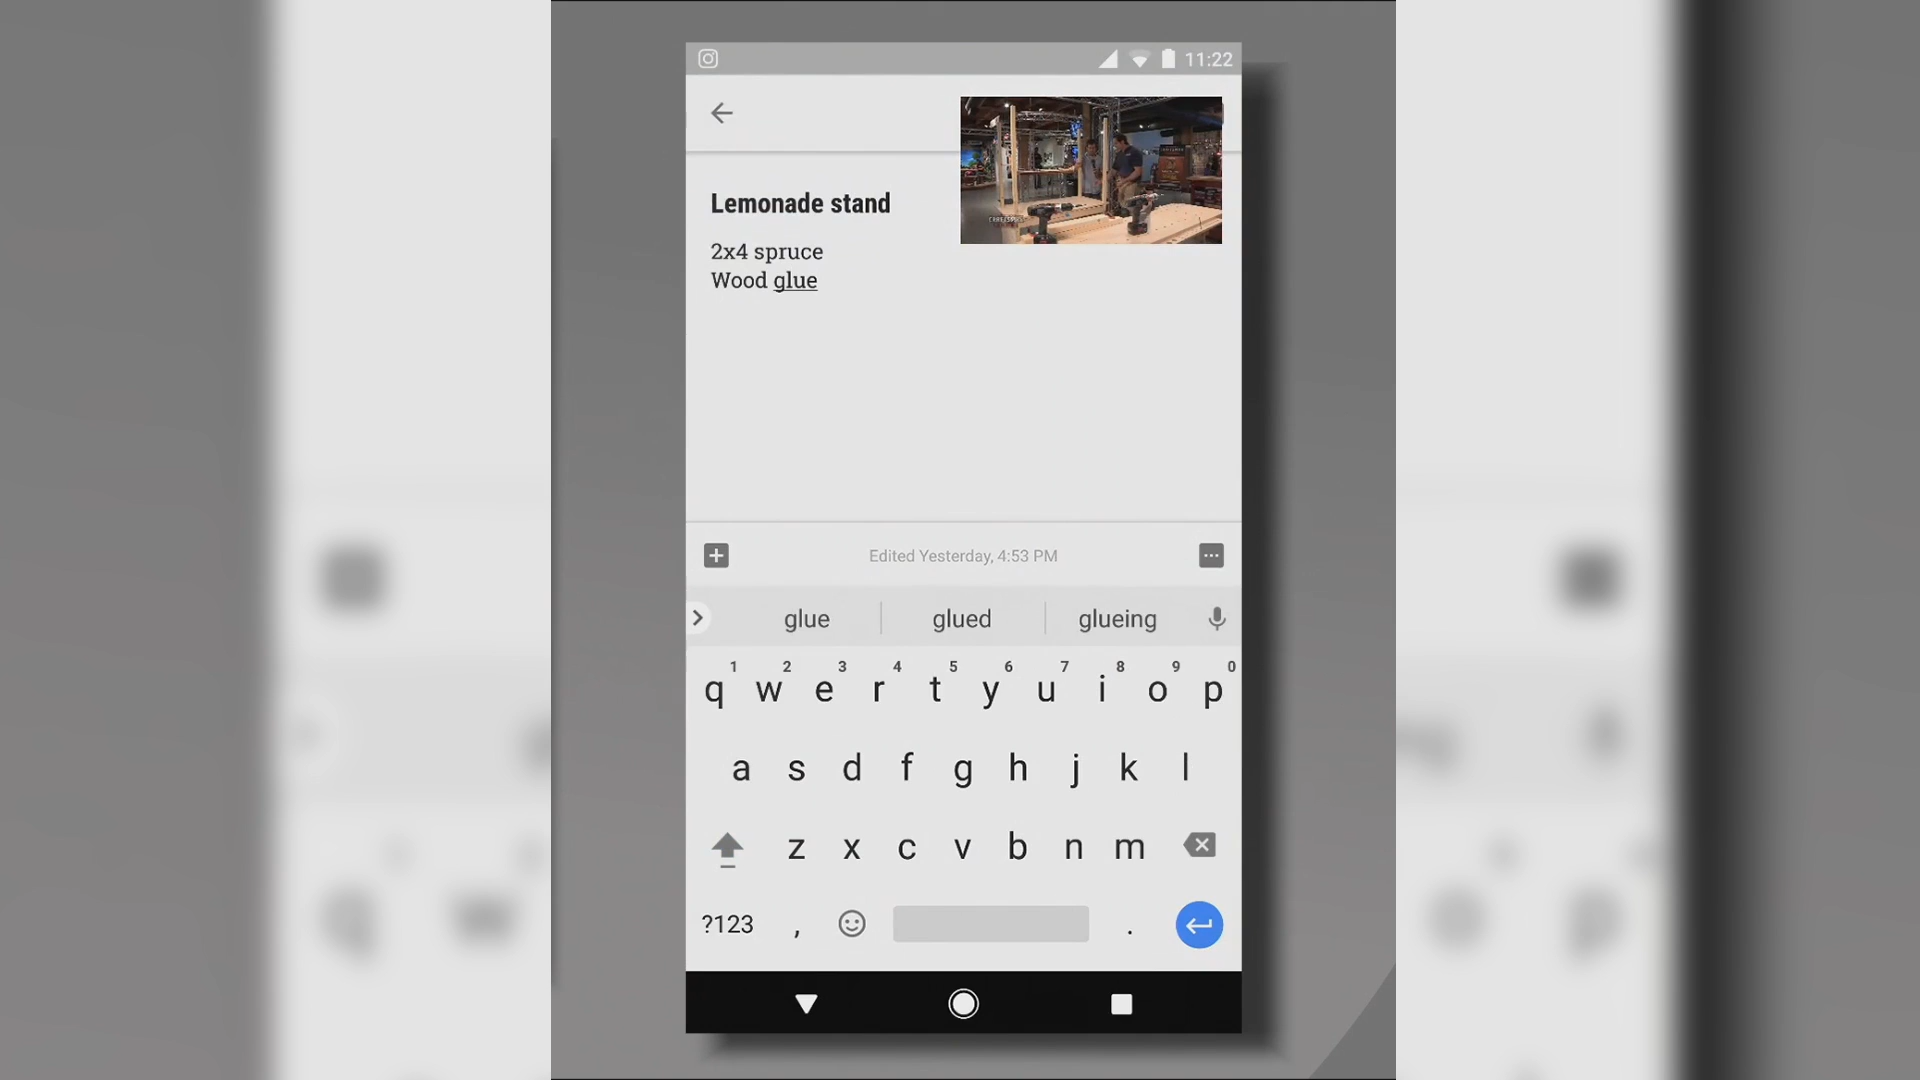 11:22
Lemonade stand
2x4 spruce
Wood glue
Edited Yesterday, 4:53 PM
glue glued glueing
1 2 3 4 5 6 7 8 9 0
q w e r t y u i o p
a s d f g h j k l
z x c v b n m
?123 , .